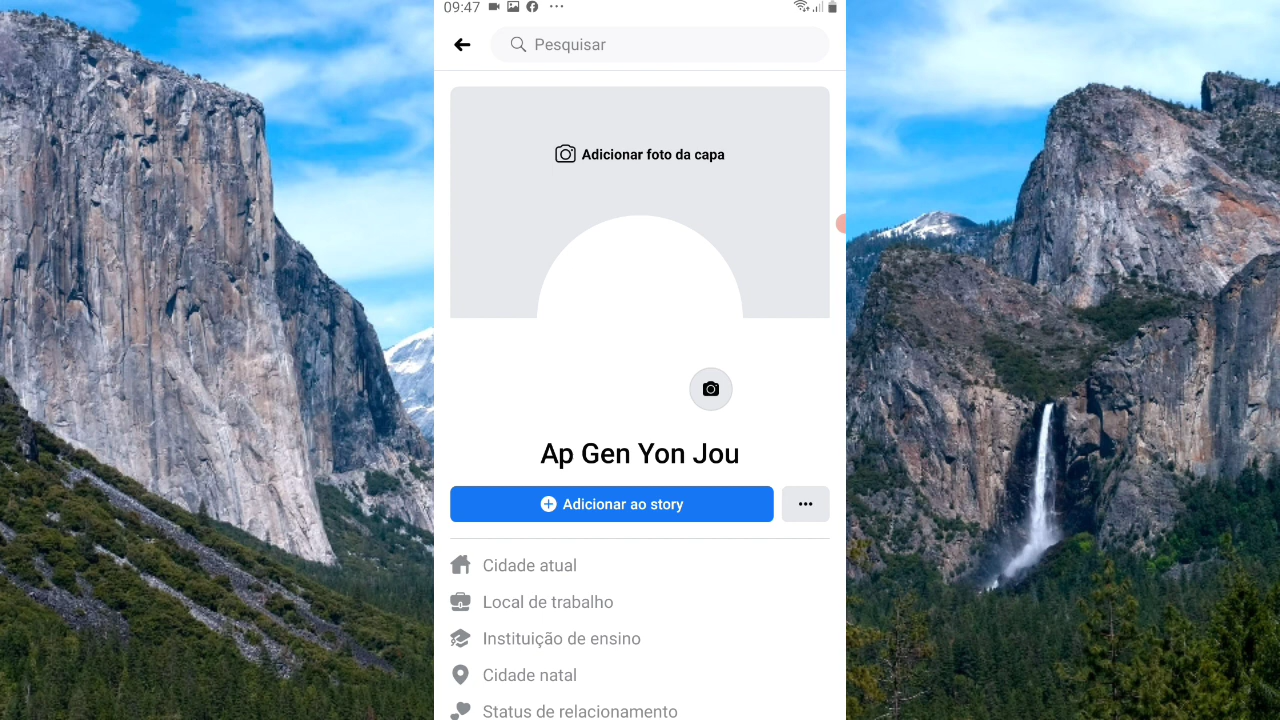 09:47
Pesquisar
Adicionar foto da capa
Ap Gen Yon Jou
Adicionar ao story
Cidade atual
Local de trabalho
Instituição de ensino
Cidade natal
Status de relacionamento